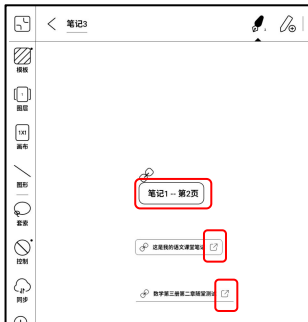 笔记3
模板
图层
1X1
画布
图形
套索
控制
同步
笔记1 -- 第2页
这是我的语文课堂笔记
数学第三册第二章随堂测试